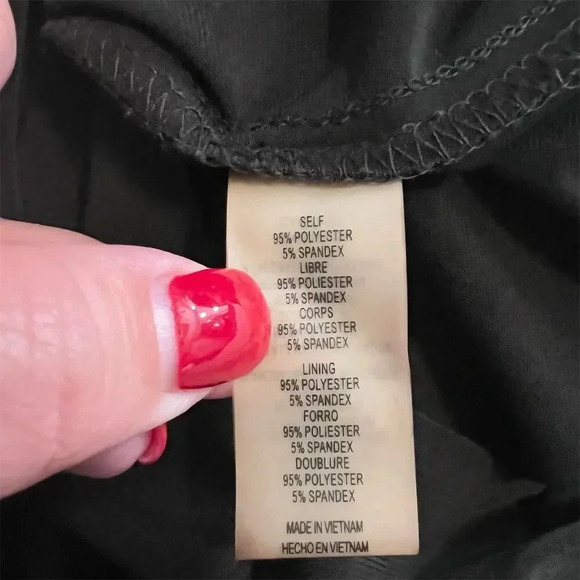 SELF
95% POLYESTER
5% SPANDEX
LIBRE
95% POLIESTER
5% SPANDEX
CORPS
95% POLYESTER
5% SPANDEX
LINING
95% POLYESTER
5% SPANDEX
FORRO
95% POLIESTER
5% SPANDEX
DOUBLURE
95% POLYESTER
5% SPANDEX
MADE IN VIETNAM
HECHO EN VIETNAM